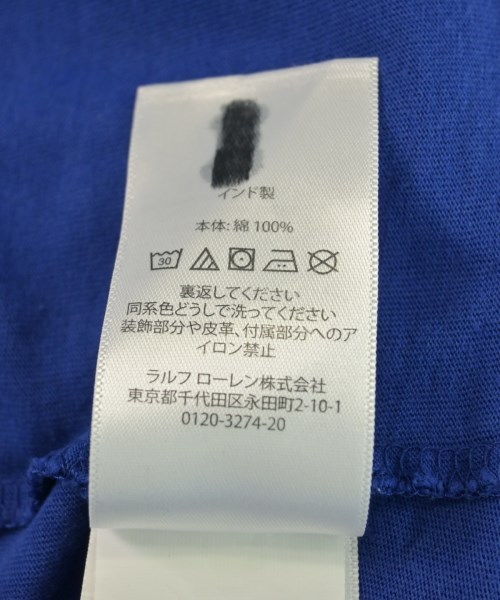 インド製
本体: 綿 100%
30
裏返してください
同系色どうしで洗ってください
装飾部分や皮革、付属部分へのア
イロン禁止
ラルフ ローレン株式会社
東京都千代田区永田町2-10-1
0120-3274-20